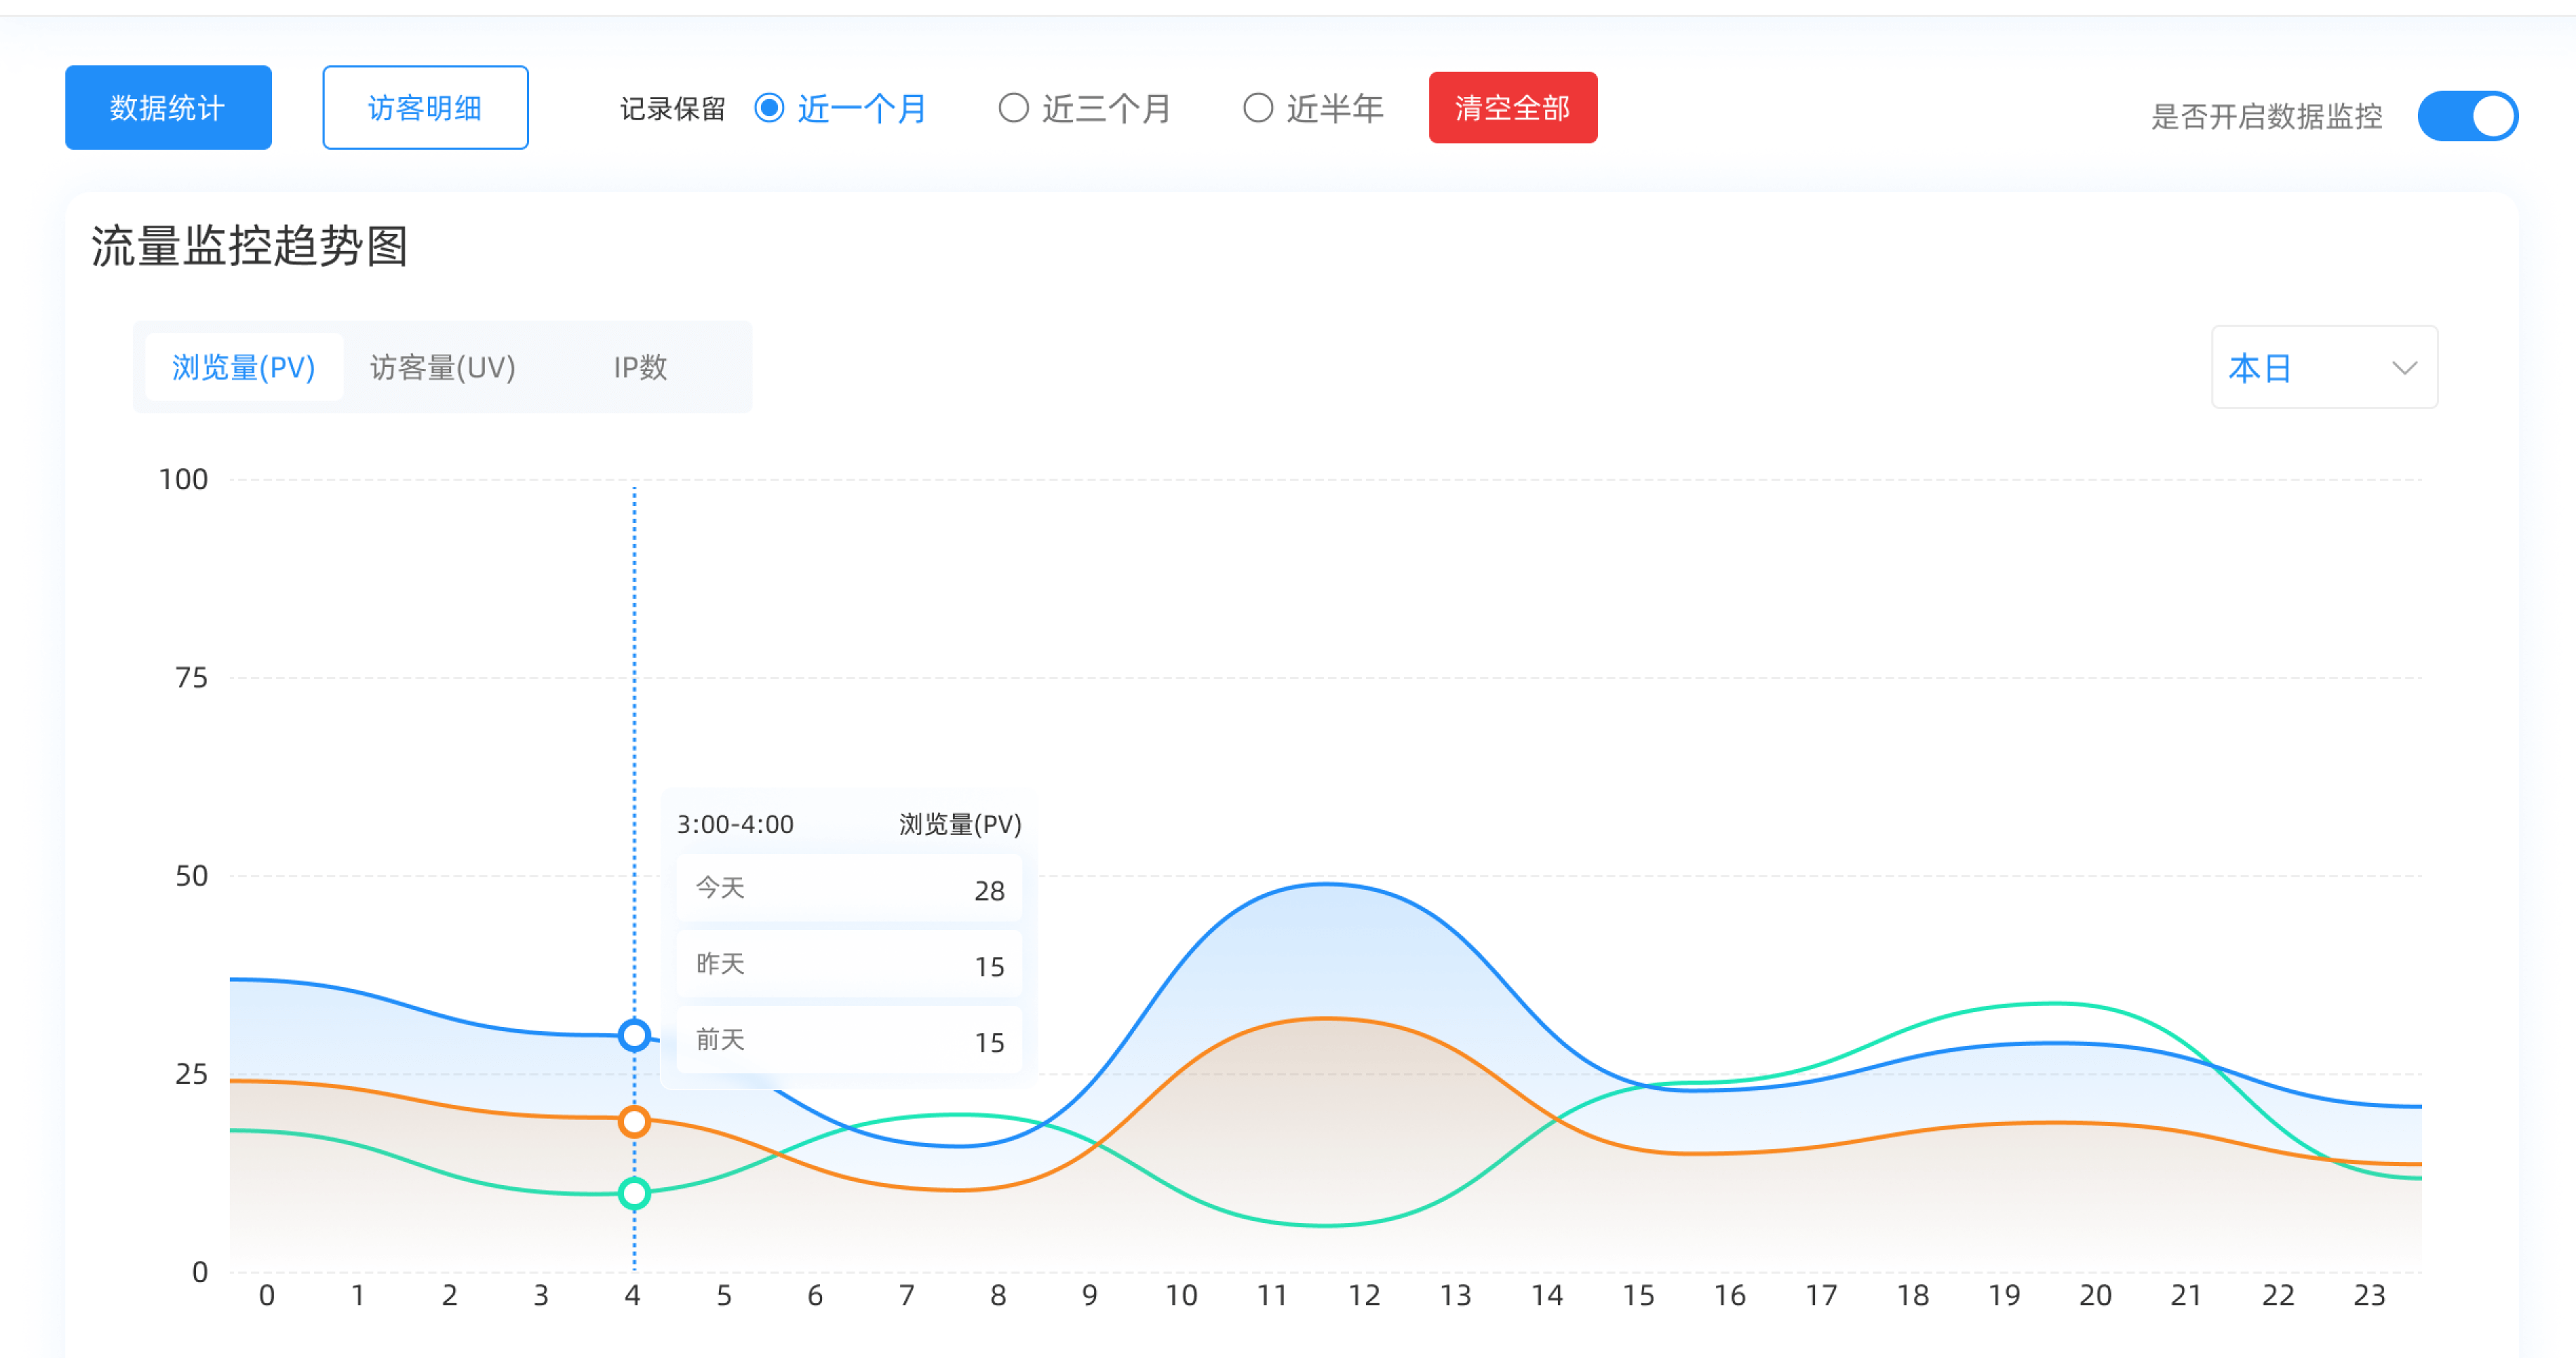 数据统计 访客明细 记录保留 近一个月 近三个月 近半年 清空全部 是否开启数据监控
流量监控趋势图
浏览量(PV) 访客量(UV) IP数 本日
100
75
50
25
0
3:00-4:00 浏览量(PV)
今天 28
昨天 15
前天 15
0 1 2 3 4 5 6 7 8 9 10 11 12 13 14 15 16 17 18 19 20 21 22 23